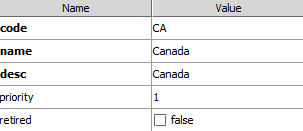 Name Value
code CA
name Canada
desc Canada
priority 1
retired false